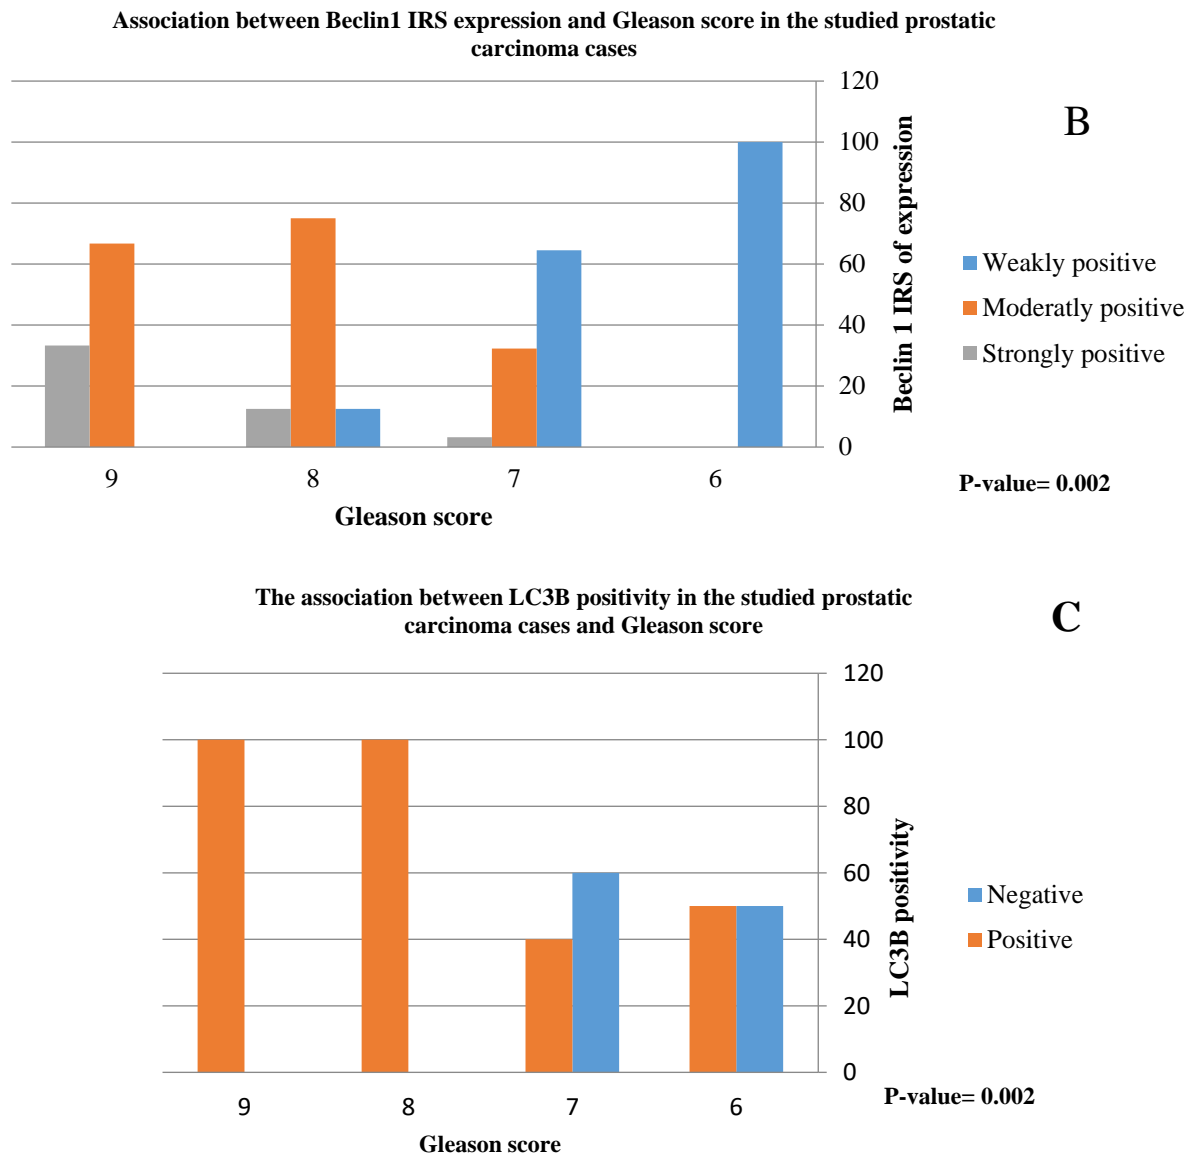 Association between Beclin1 IRS expression and Gleason score in the studied prostatic
carcinoma cases
B
120
100
80
60
40
20
0
Beclin 1 IRS of expression
Weakly positive
Moderatly positive
Strongly positive
9 8 7 6
Gleason score
P-value= 0.002
The association between LC3B positivity in the studied prostatic
carcinoma cases and Gleason score
C
120
100
80
60
40
20
0
LC3B positivity
Negative
Positive
9 8 7 6
Gleason score
P-value= 0.002